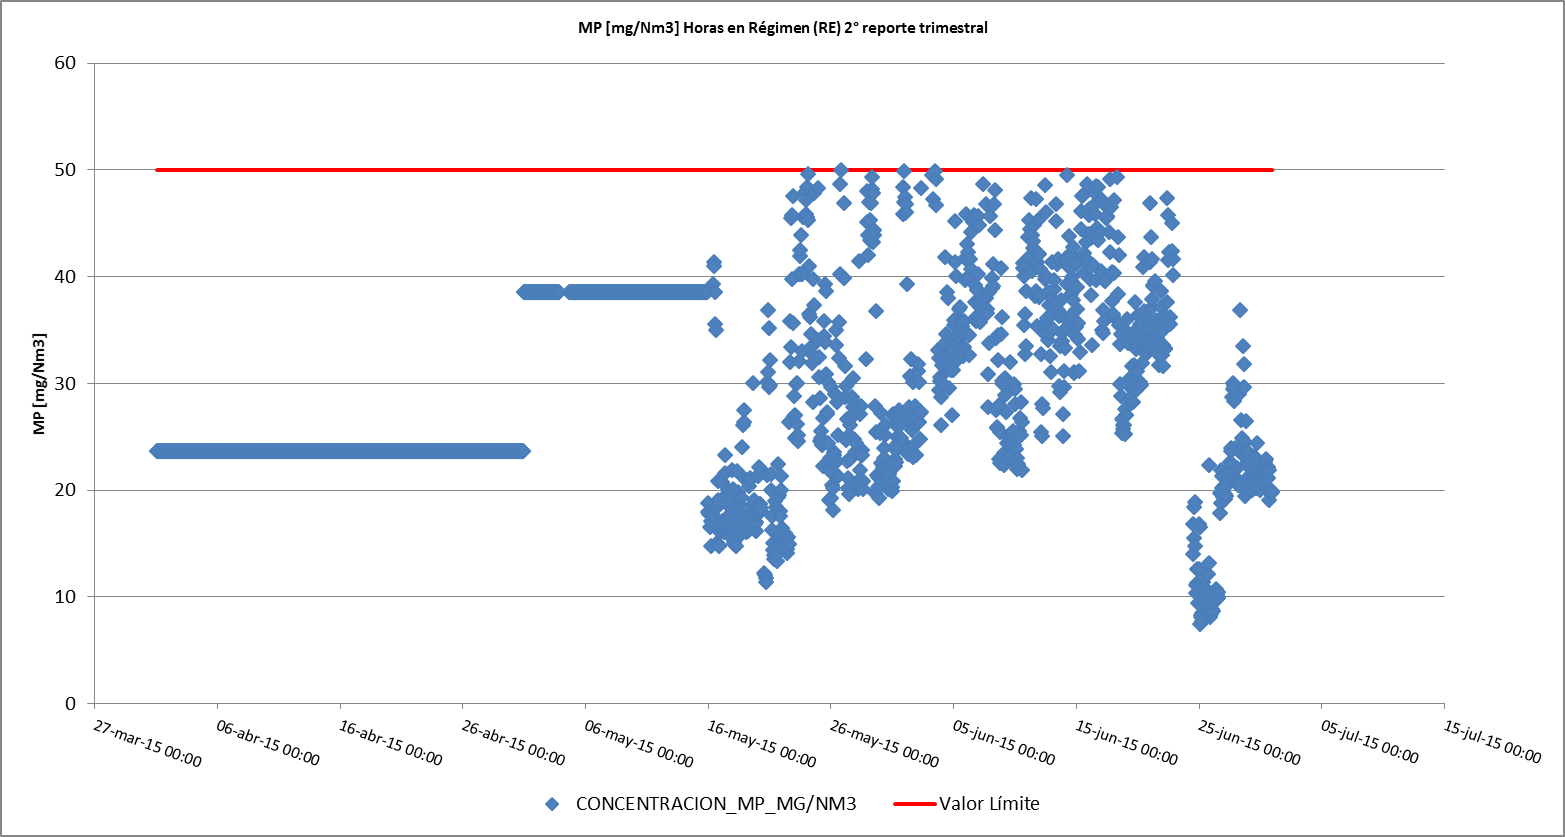 MP [mg/Nm3] Horas en Régimen (RE) 2° reporte trimestral
60
50
40
30
20
10
0
MP [mg/Nm3]
27-mar-15 00:00
06-abr-15 00:00
16-abr-15 00:00
26-abr-15 00:00
06-may-15 00:00
16-may-15 00:00
26-may-15 00:00
05-jun-15 00:00
15-jun-15 00:00
25-jun-15 00:00
05-jul-15 00:00
15-jul-15 00:00
CONCENTRACION_MP_MG/NM3
Valor Límite